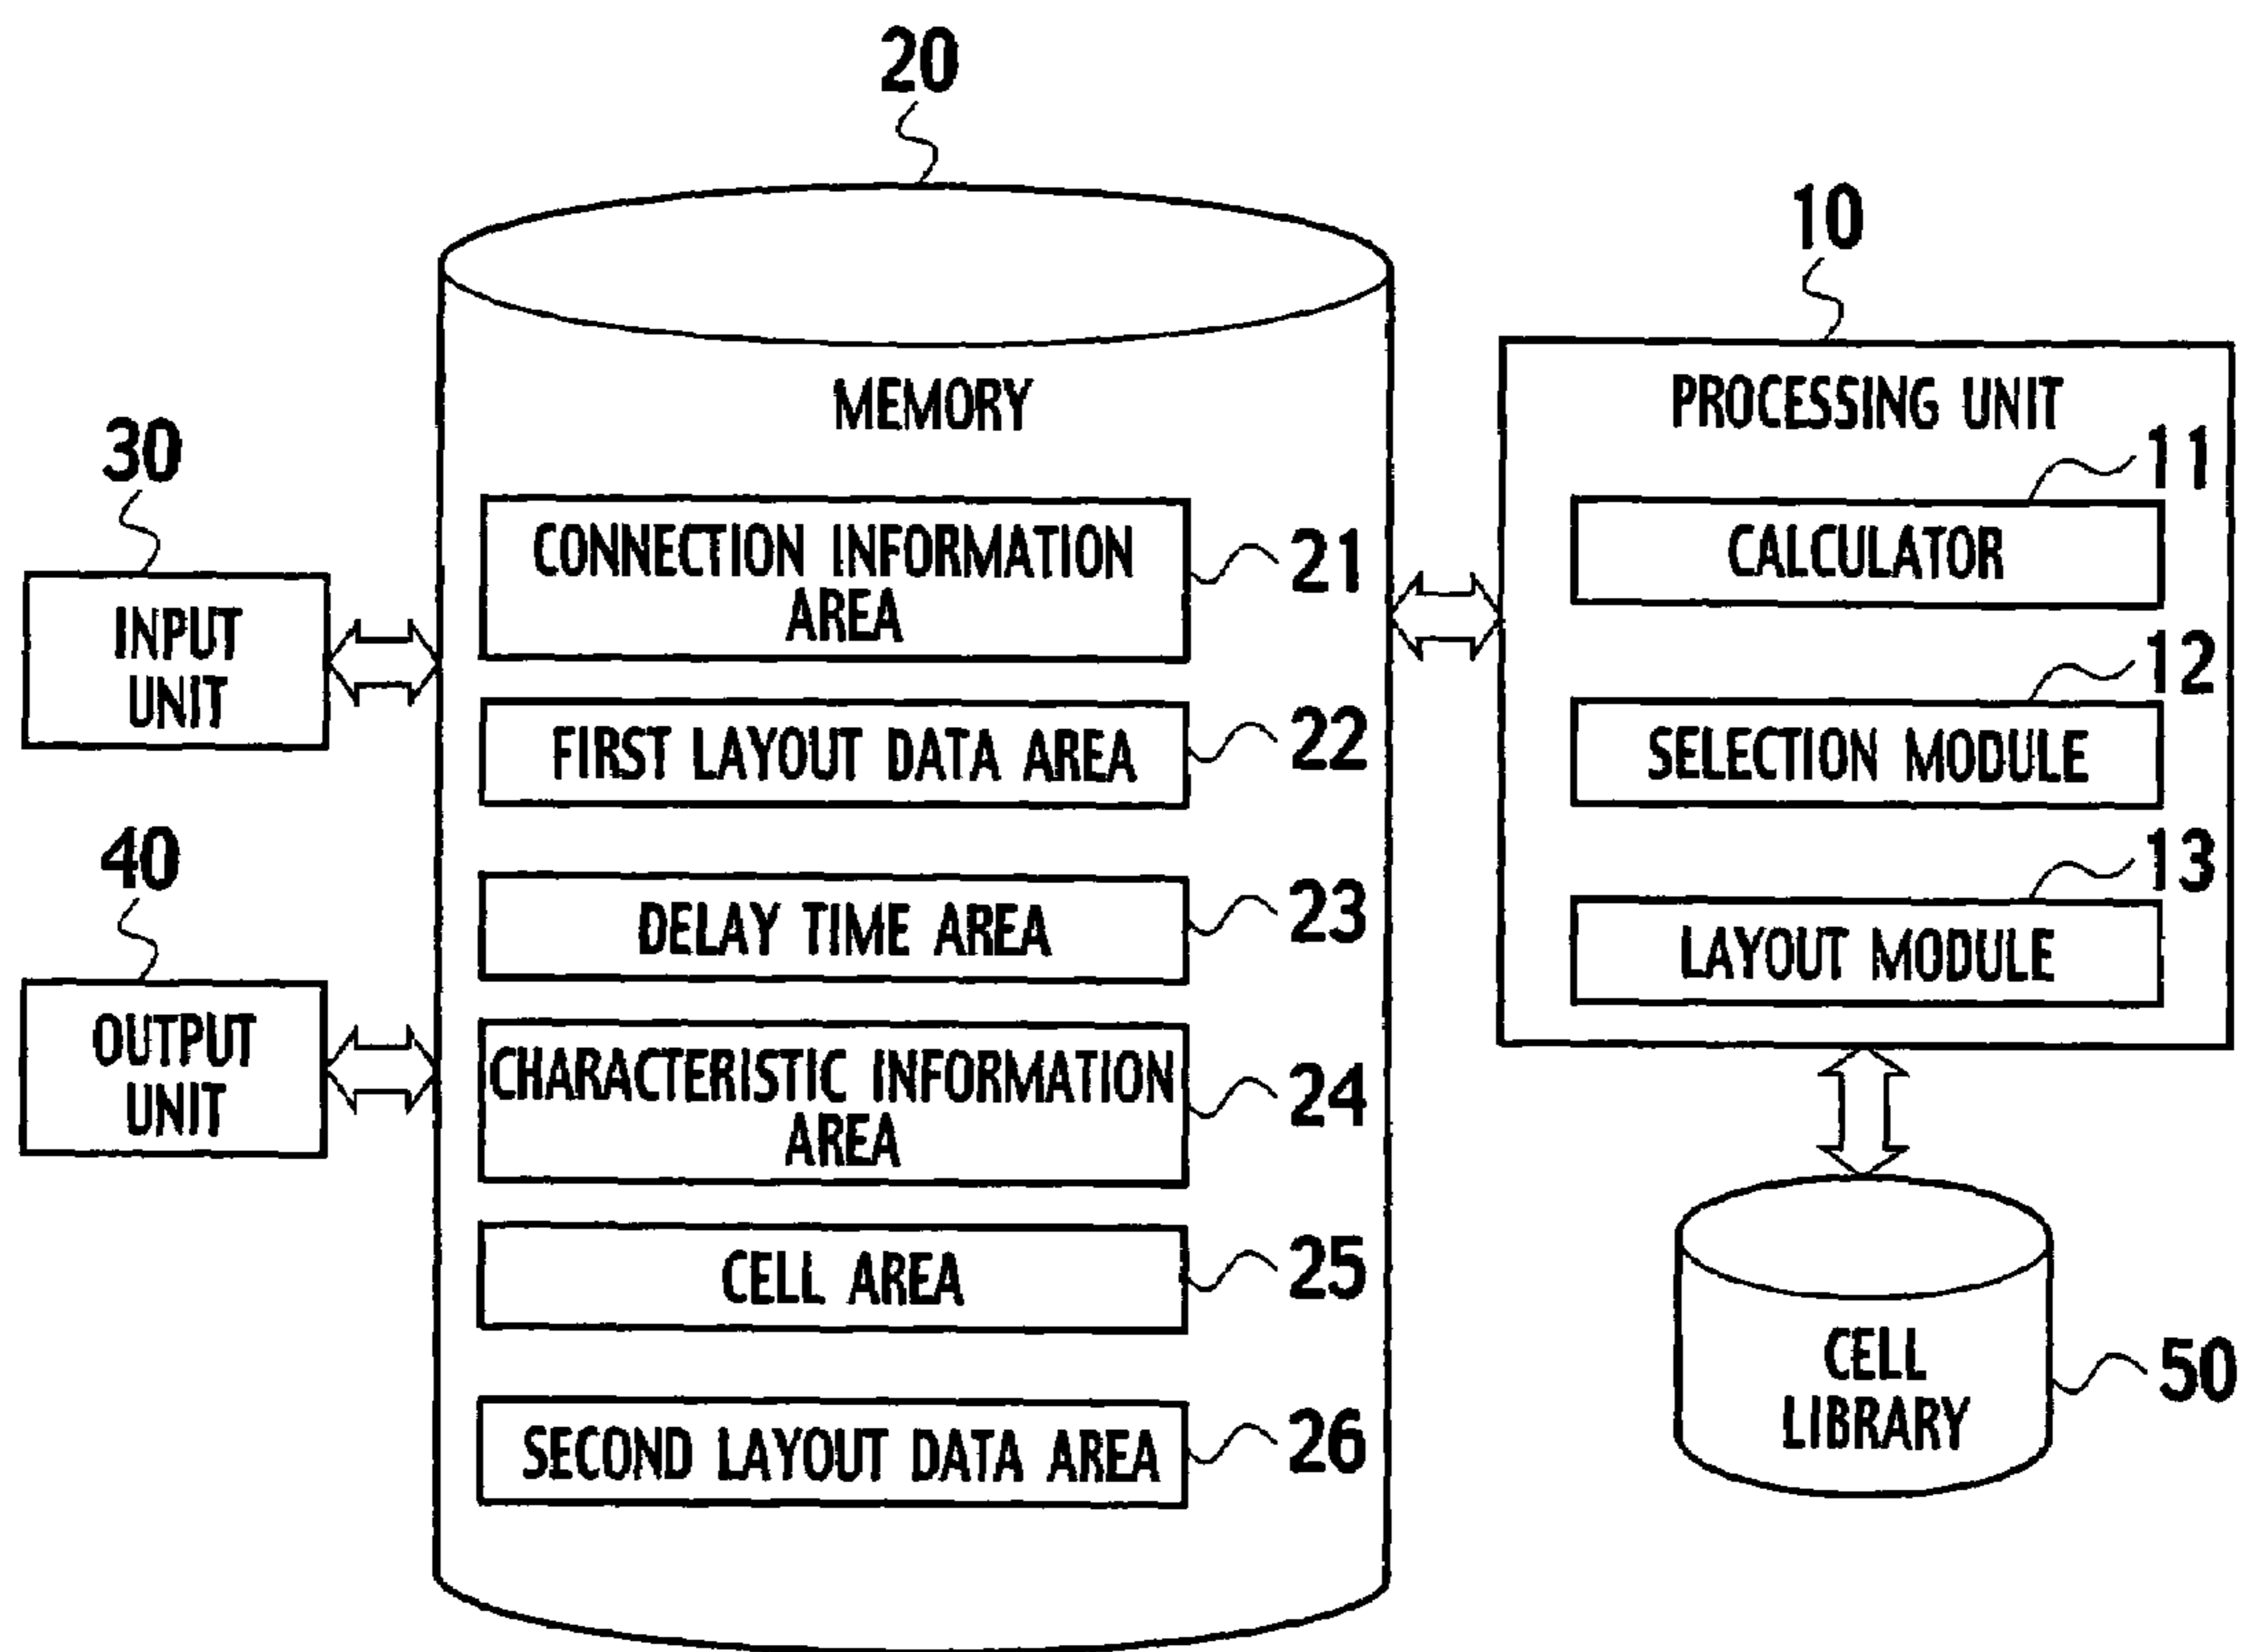 20
10
MEMORY
PROCESSING UNIT
30
11
CONNECTION INFORMATION
AREA
21
CALCULATOR
INPUT
UNIT
12
FIRST LAYOUT DATA AREA
22
SELECTION MODULE
40
13
DELAY TIME AREA
23
LAYOUT MODULE
OUTPUT
UNIT
CHARACTERISTIC INFORMATION
AREA
24
CELL AREA
25
CELL
LIBRARY
50
SECOND LAYOUT DATA AREA
26